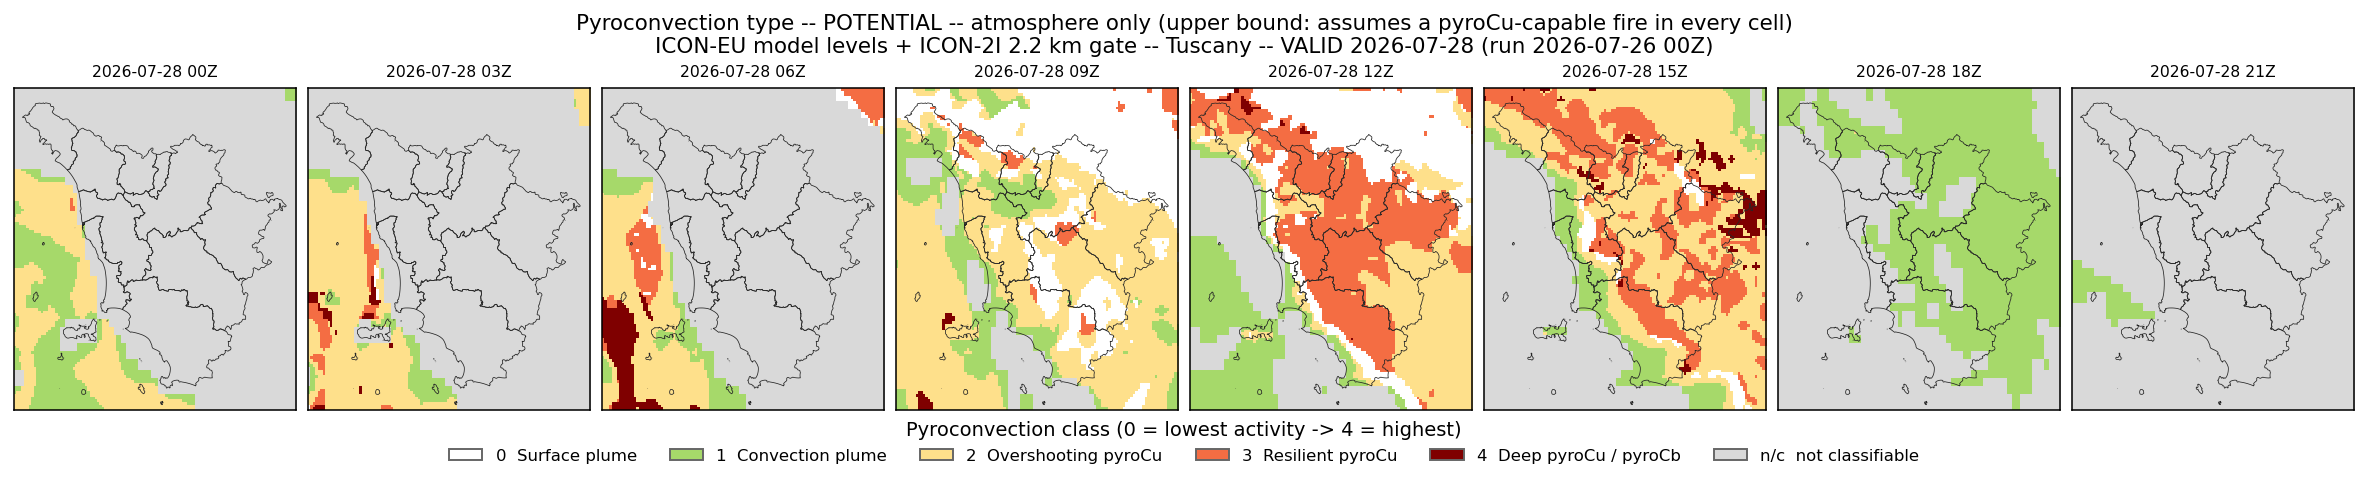 Pyroconvection type -- POTENTIAL -- atmosphere only (upper bound: assumes a pyroCu-capable fire in every cell)
ICON-EU model levels + ICON-2I 2.2 km gate -- Tuscany -- VALID 2026-07-28 (run 2026-07-26 00Z)
2026-07-28 00Z
2026-07-28 03Z
2026-07-28 06Z
2026-07-28 09Z
2026-07-28 12Z
2026-07-28 15Z
2026-07-28 18Z
2026-07-28 21Z
Pyroconvection class (0 = lowest activity -> 4 = highest)
0 Surface plume
1 Convection plume
2 Overshooting pyroCu
3 Resilient pyroCu
4 Deep pyroCu / pyroCb
n/c not classifiable